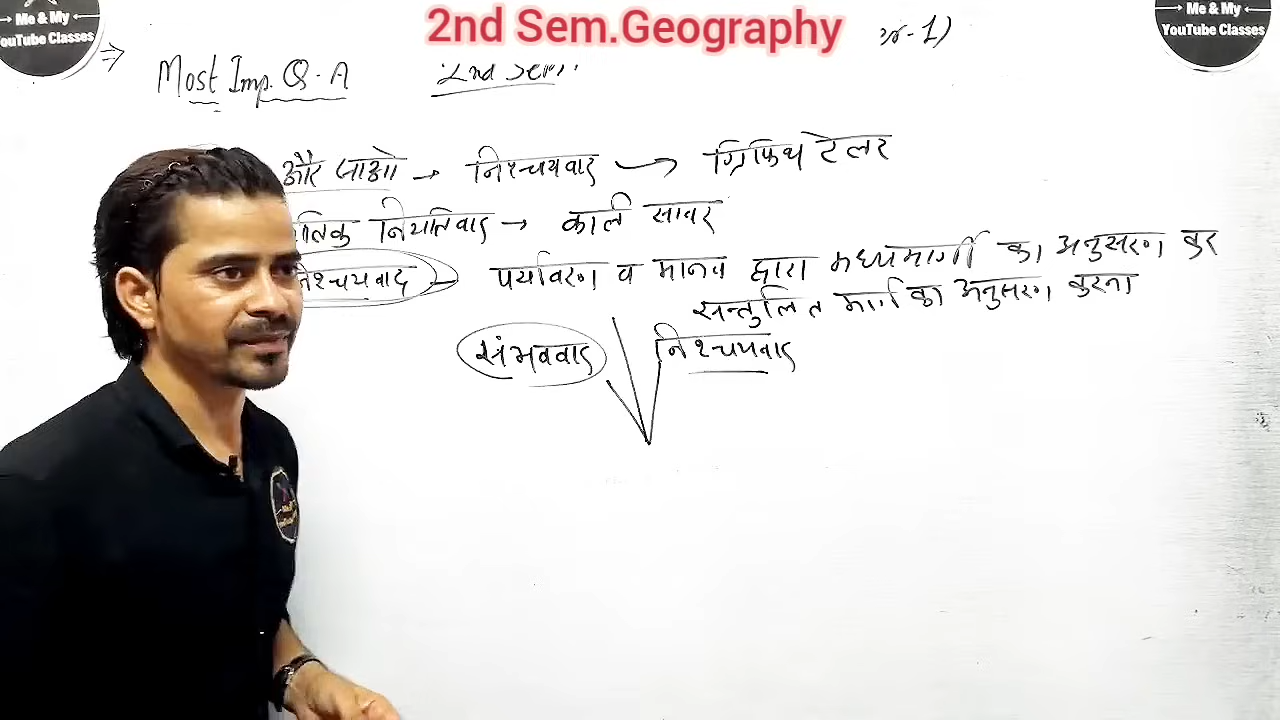 2nd Sem.Geography
Me & My
YouTube Classes
Me & My
YouTube Classes
Most Imp. Q.A 2nd Sem.
और जाओ → निश्चयवाद → ग्रिफिथ टेलर
तिक नियतिवाद → कार्ल सावर
निश्चयवाद → पर्यावरण व मानव द्वारा मध्यमार्गी का अनुसरण कर
सन्तुलित मार्ग का अनुसरण करना
संभववाद निश्चयवाद